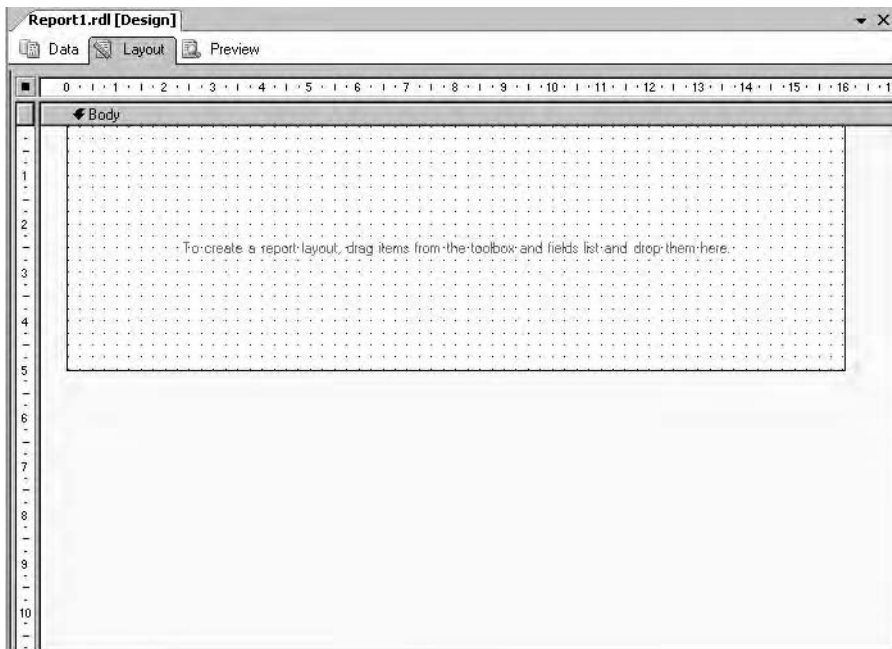 Report1.rdl [Design]
Data Layout Preview
0 1 2 3 4 5 6 7 8 9 10 11 12 13 14 15 16 1
Body
1
2
To create a report layout, drag items from the toolbox and fields list and drop them here.
3
4
5
6
7
8
9
10